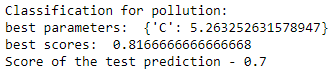 Classification for pollution:
best parameters:  {'C': 5.263252631578947}
best scores:  0.8166666666666668
Score of the test prediction - 0.7